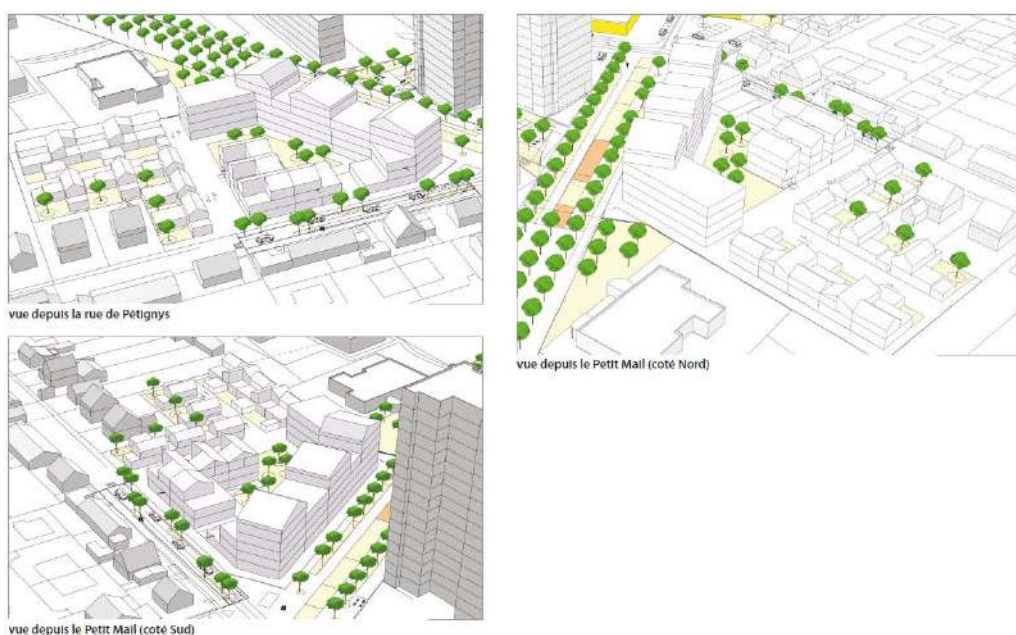 vue depuis la rue de Pétignys
vue depuis le Petit Mail (coté Nord)
vue depuis le Petit Mail (coté Sud)